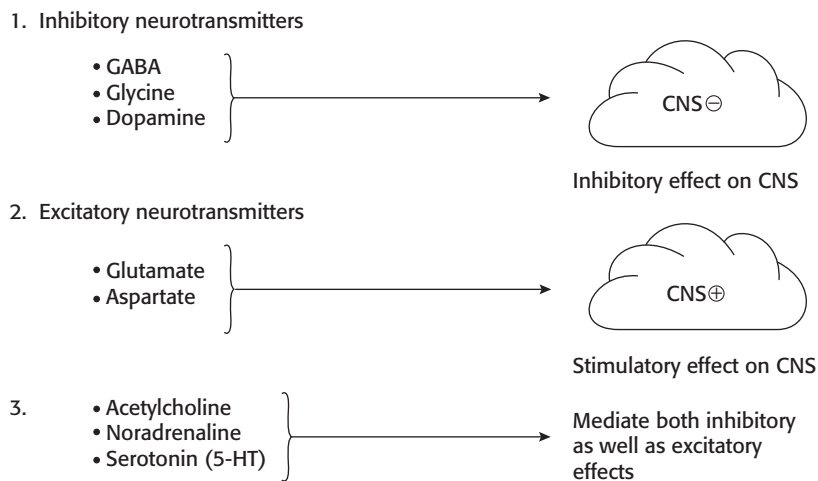 1. Inhibitory neurotransmitters
• GABA
• Glycine
• Dopamine
CNS⊖
Inhibitory effect on CNS
2. Excitatory neurotransmitters
• Glutamate
• Aspartate
CNS⊕
Stimulatory effect on CNS
3. • Acetylcholine
• Noradrenaline
• Serotonin (5-HT)
Mediate both inhibitory
as well as excitatory
effects